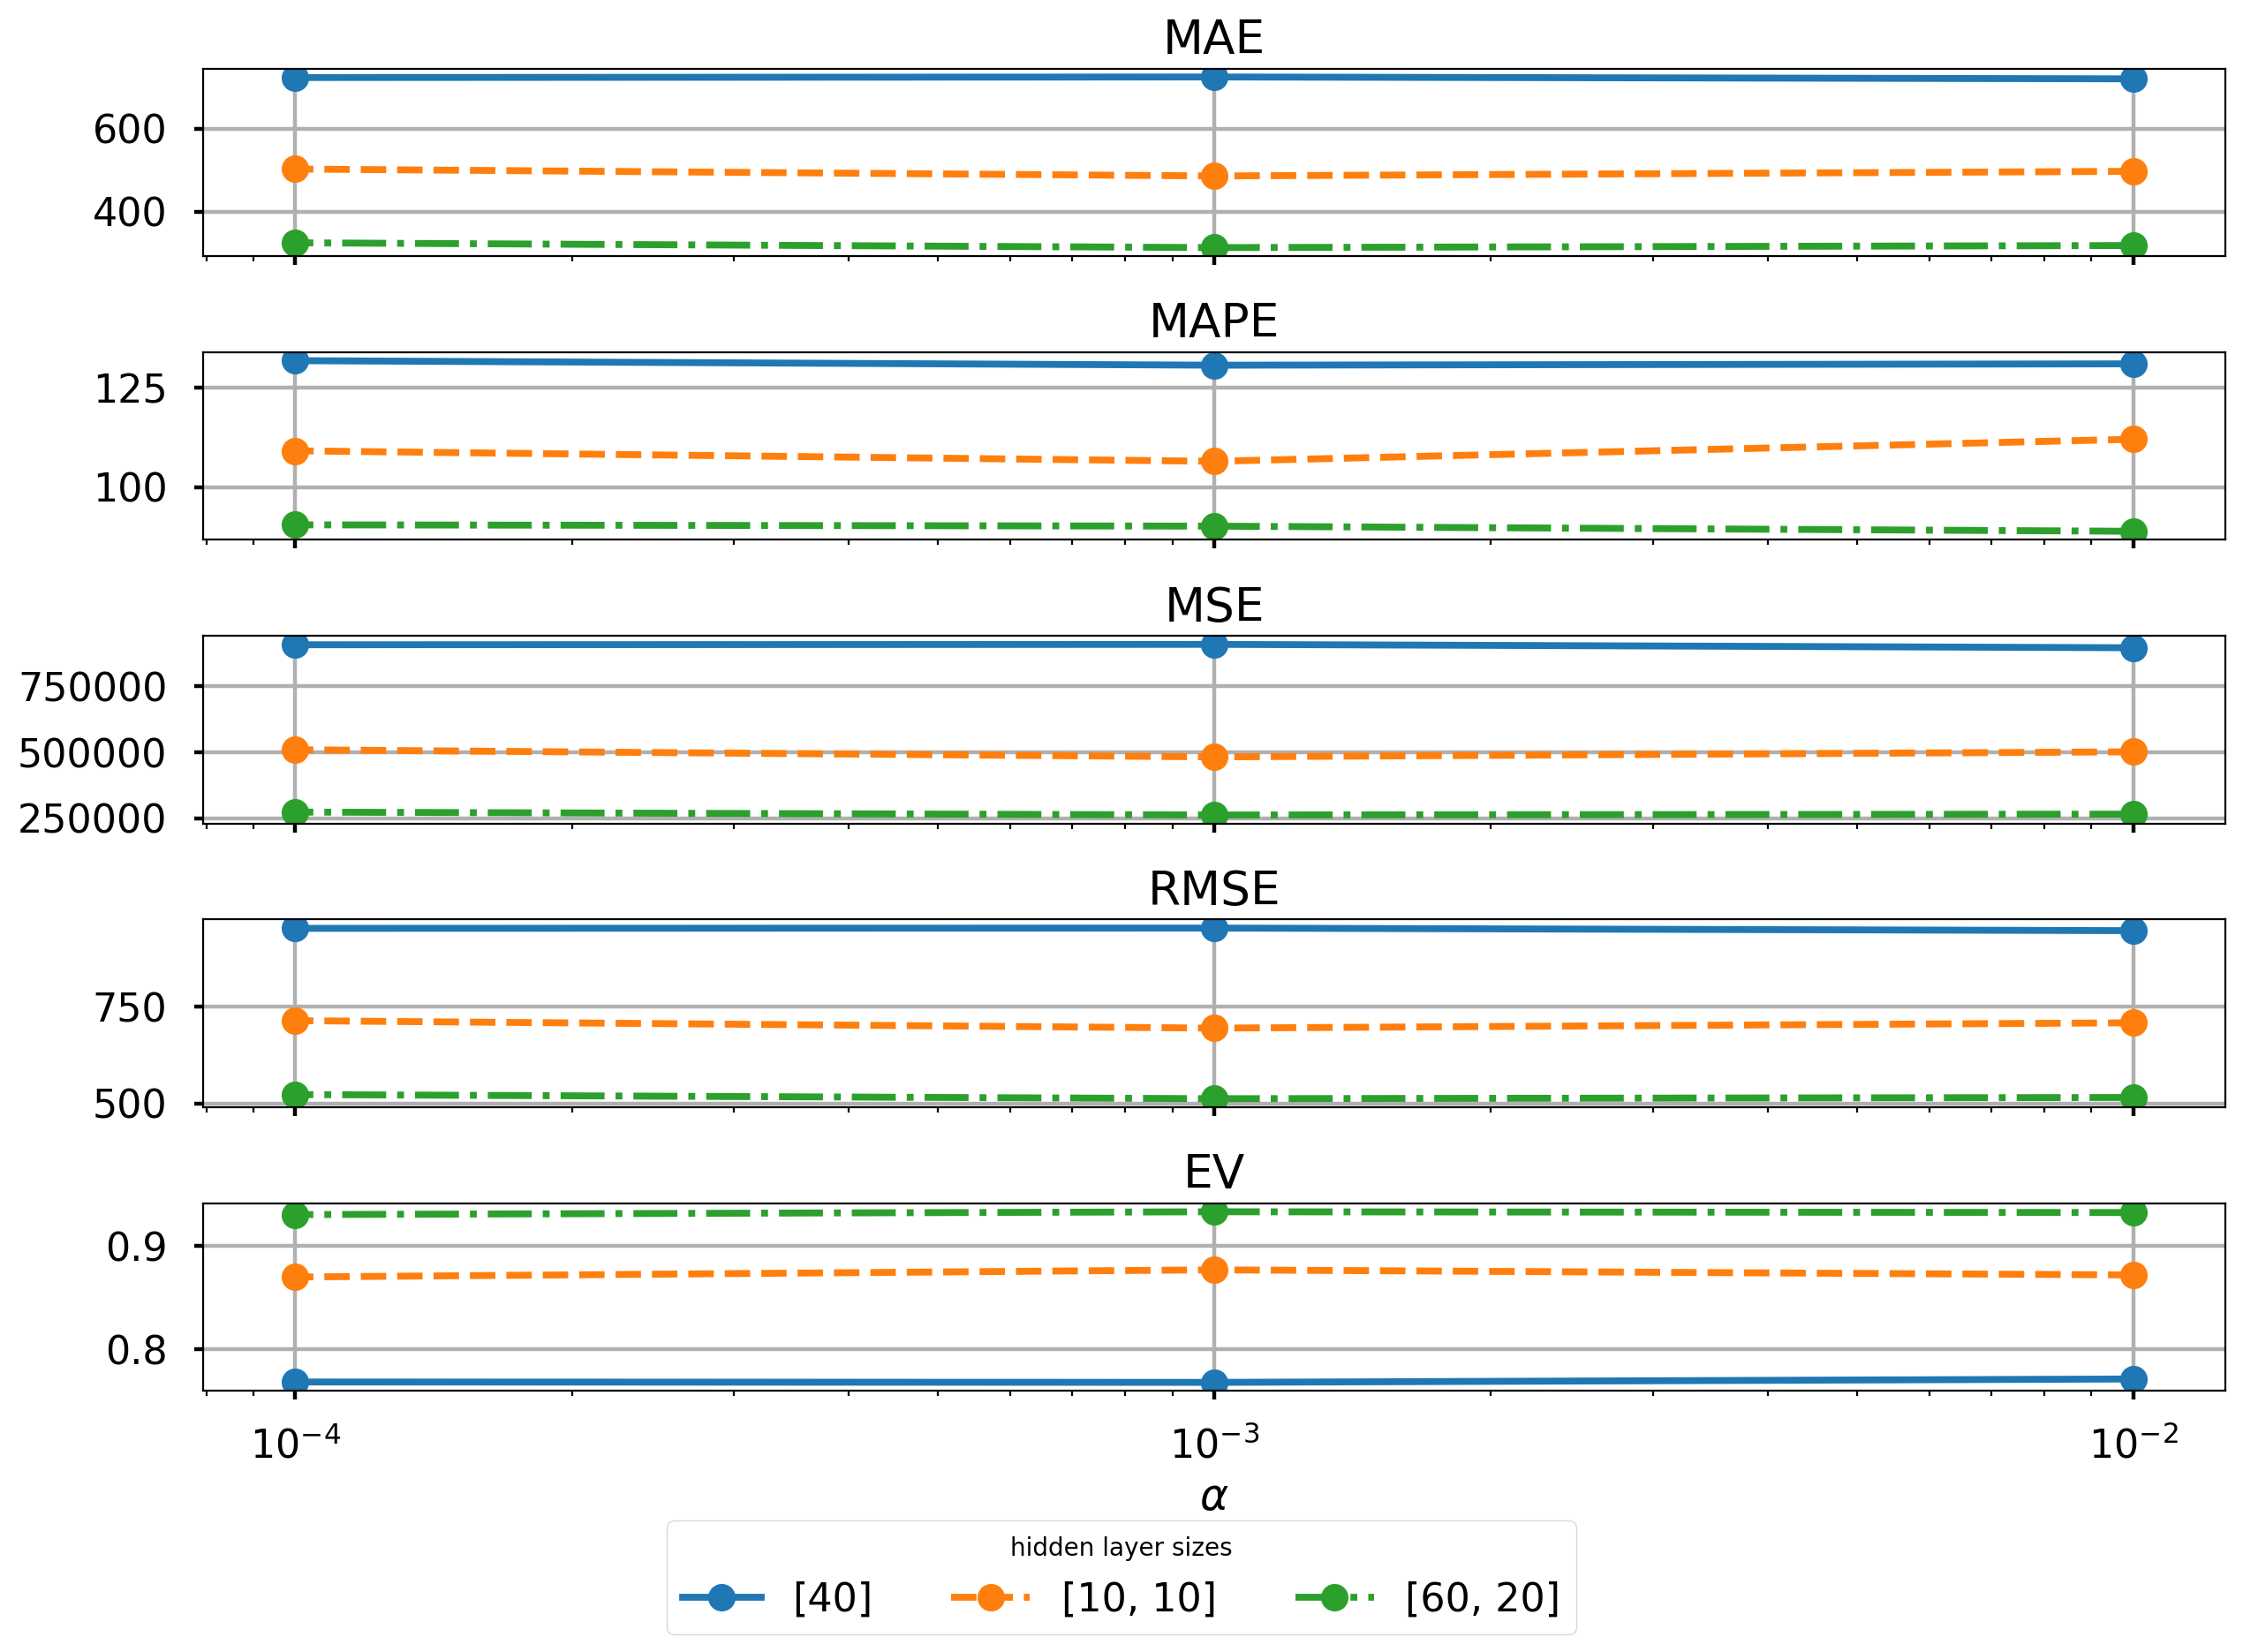 MAE
600
400
MAPE
125
100
MSE
750000
500000
250000
RMSE
750
500
EV
0.9
0.8
10⁻⁴ 10⁻³ 10⁻²
α
hidden layer sizes
[40] [10, 10] [60, 20]